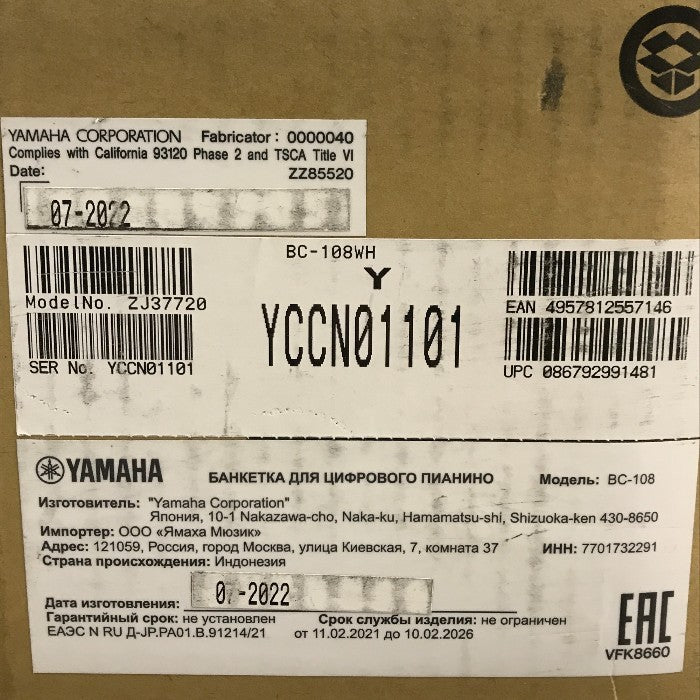 YAMAHA CORPORATION Fabricator : 0000040
Complies with California 93120 Phase 2 and TSCA Title VI
Date: ZZ85520
07-2022
BC-108WH
Y
YCCN01101
ModelNo. ZJ37720
SER No. YCCN01101
EAN 4957812557146
UPC 086792991481
YAMAHA БАНКЕТКА ДЛЯ ЦИФРОВОГО ПИАНИНО Модель: BC-108
Изготовитель: "Yamaha Corporation"
Япония, 10-1 Nakazawa-cho, Naka-ku, Hamamatsu-shi, Shizuoka-ken 430-8650
Импортер: ООО «Ямаха Мюзик»
Адрес: 121059, Россия, город Москва, улица Киевская, 7, комната 37 ИНН: 7701732291
Страна происхождения: Индонезия
Дата изготовления: 07-2022
Гарантийный срок: не установлен Срок службы изделия: не ограничен
ЕАЭС N RU Д-JP.РА01.В.91214/21 от 11.02.2021 до 10.02.2026
EAC
VFK8660